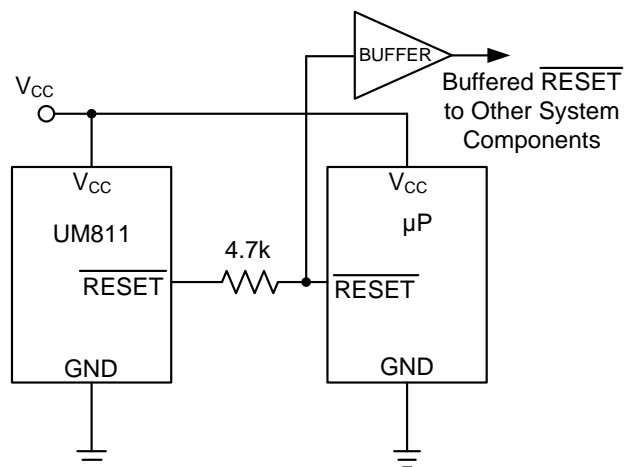 BUFFER
Buffered RESET
to Other System
Components
VCC
VCC
VCC
UM811
µP
4.7k
RESET
RESET
GND
GND